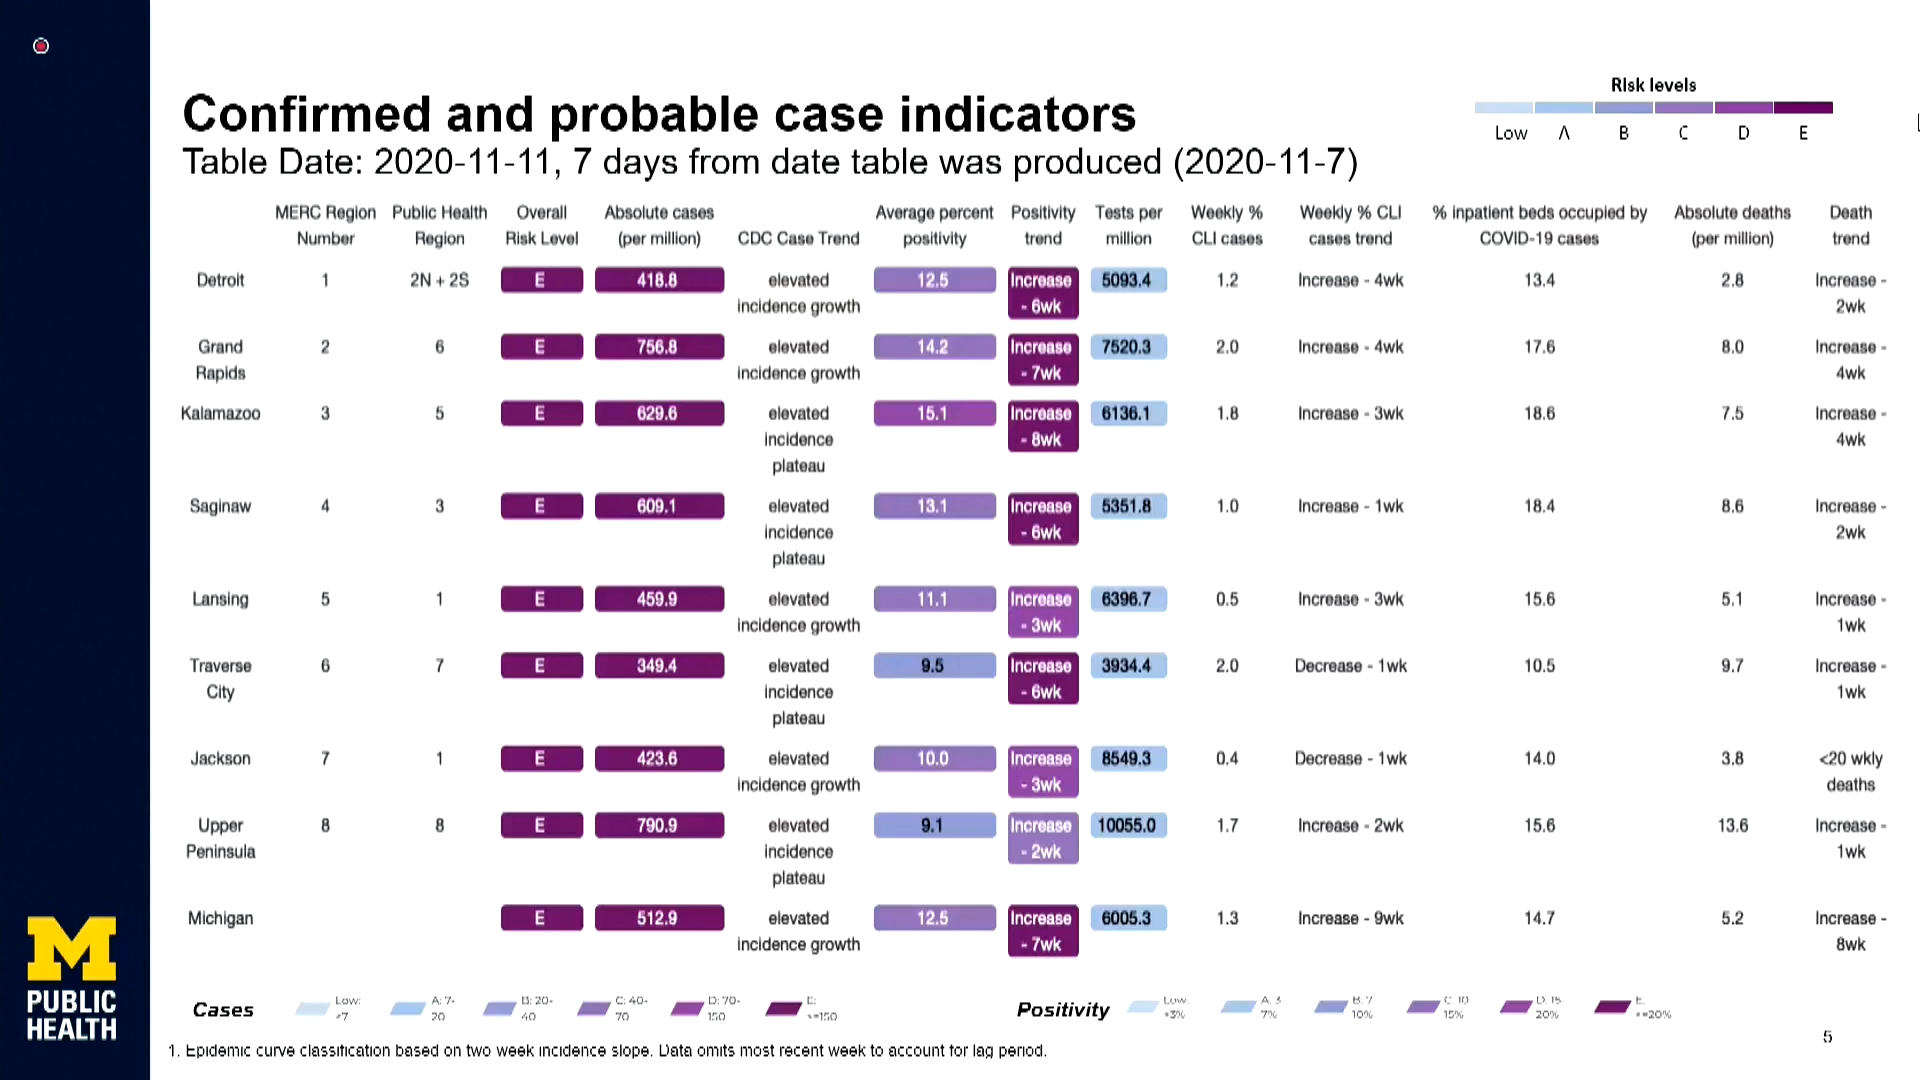 Risk levels
Low A B C D E
Confirmed and probable case indicators
Table Date: 2020-11-11, 7 days from date table was produced (2020-11-7)
MERC Region Public Health Overall Absolute cases Average percent Positivity Tests per Weekly % Weekly % CLI % inpatient beds occupied by Absolute deaths Death
Number Region Risk Level (per million) CDC Case Trend positivity trend million CLI cases cases trend COVID-19 cases (per million) trend
Detroit 1 2N + 2S E 418.8 elevated 12.5 Increase 5093.4 1.2 Increase - 4wk 13.4 2.8 Increase -
incidence growth - 6wk 2wk
Grand 2 6 E 756.8 elevated 14.2 Increase 7520.3 2.0 Increase - 4wk 17.6 8.0 Increase -
Rapids incidence growth - 7wk 4wk
Kalamazoo 3 5 E 629.6 elevated 15.1 Increase 6136.1 1.8 Increase - 3wk 18.6 7.5 Increase -
incidence - 8wk 4wk
plateau
Saginaw 4 3 E 609.1 elevated 13.1 Increase 5351.8 1.0 Increase - 1wk 18.4 8.6 Increase -
incidence - 6wk 2wk
plateau
Lansing 5 1 E 459.9 elevated 11.1 Increase 6396.7 0.5 Increase - 3wk 15.6 5.1 Increase -
incidence growth - 3wk 1wk
Traverse 6 7 E 349.4 elevated 9.5 Increase 3934.4 2.0 Decrease - 1wk 10.5 9.7 Increase -
City incidence - 6wk 1wk
plateau
Jackson 7 1 E 423.6 elevated 10.0 Increase 8549.3 0.4 Decrease - 1wk 14.0 3.8 <20 wkly
incidence growth - 3wk deaths
Upper 8 8 E 790.9 elevated 9.1 Increase 10055.0 1.7 Increase - 2wk 15.6 13.6 Increase -
Peninsula incidence - 2wk 1wk
plateau
Michigan E 512.9 elevated 12.5 Increase 6005.3 1.3 Increase - 9wk 14.7 5.2 Increase -
incidence growth - 7wk 8wk
Cases Low: <7 A: 7-20 B: 20-40 C: 40-70 D: 70-150 E: >=150
Positivity Low: <3% A: 3 7% B: 7 10% C: 10 15% D: 15 20% E: >=20%
1. Epidemic curve classification based on two week incidence slope. Data omits most recent week to account for lag period.
5
M
PUBLIC
HEALTH